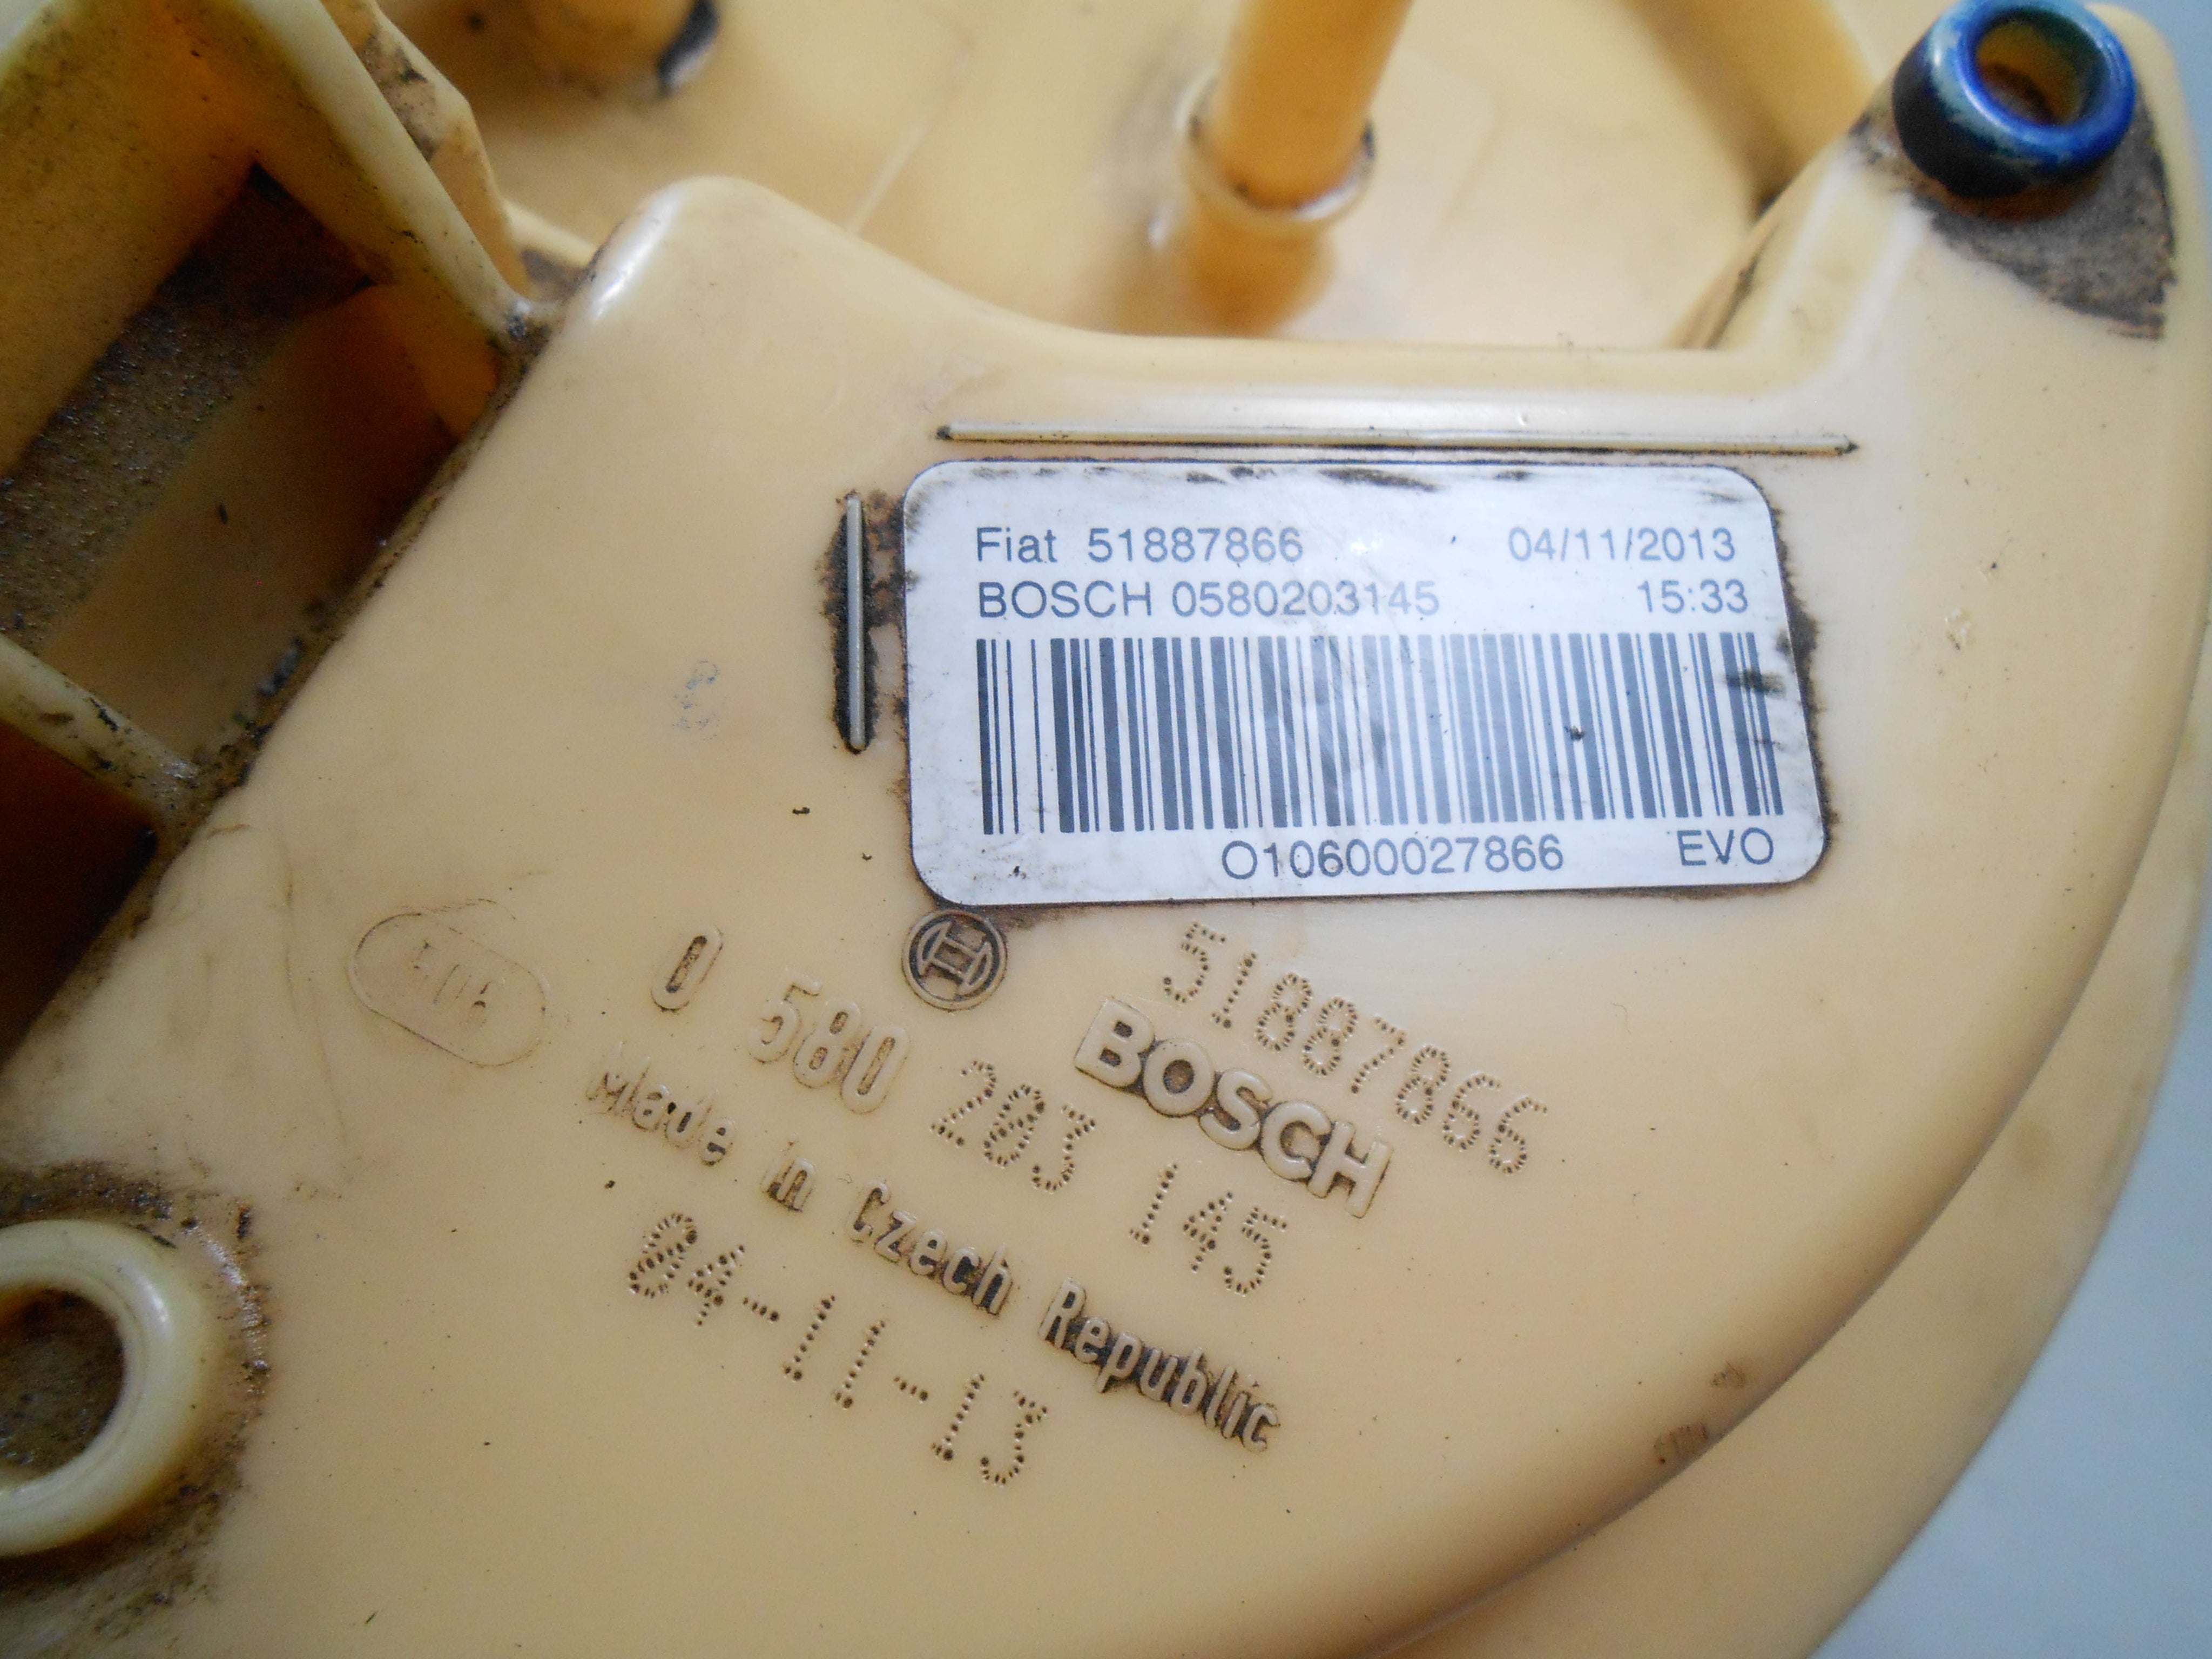 Fiat 51887866 04/11/2013
BOSCH 0580203145 15:33
O10600027866 EVO
51887866
BOSCH
0 580 203 145
Made in Czech Republic
04-11-13